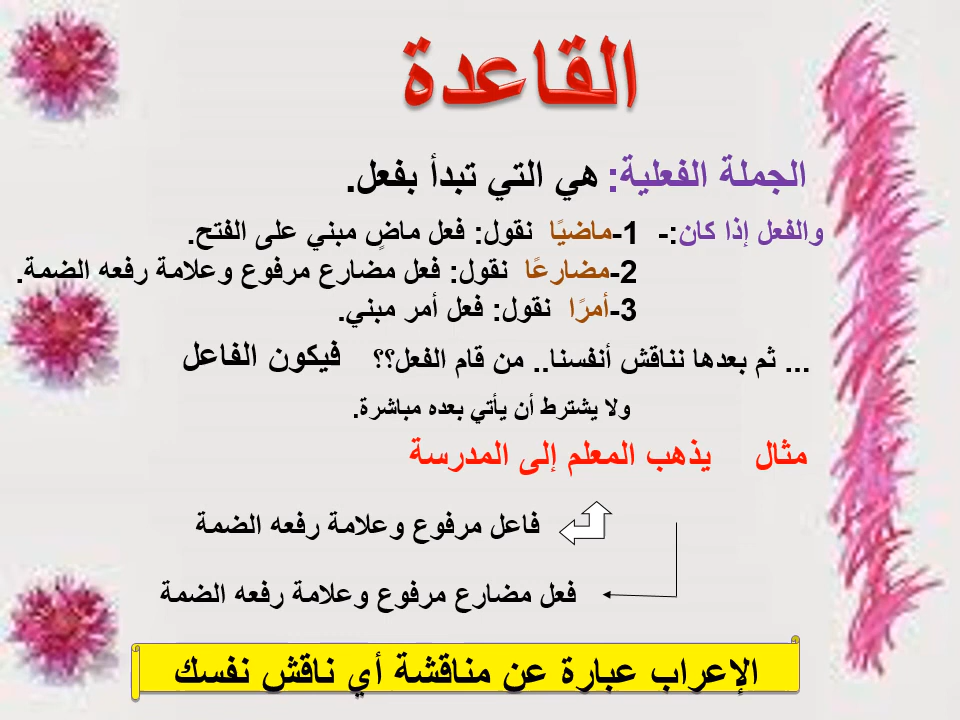 القاعدة
الجملة الفعلية: هي التي تبدأ بفعل.
والفعل إذا كان:- 1-ماضيًا نقول: فعل ماضٍ مبني على الفتح.
2-مضارعًا نقول: فعل مضارع مرفوع وعلامة رفعه الضمة.
3-أمرًا نقول: فعل أمر مبني.
... ثم بعدها نناقش أنفسنا.. من قام الفعل؟؟ فيكون الفاعل
ولا يشترط أن يأتي بعده مباشرة.
مثال يذهب المعلم إلى المدرسة
فاعل مرفوع وعلامة رفعه الضمة
فعل مضارع مرفوع وعلامة رفعه الضمة
الإعراب عبارة عن مناقشة أي ناقش نفسك